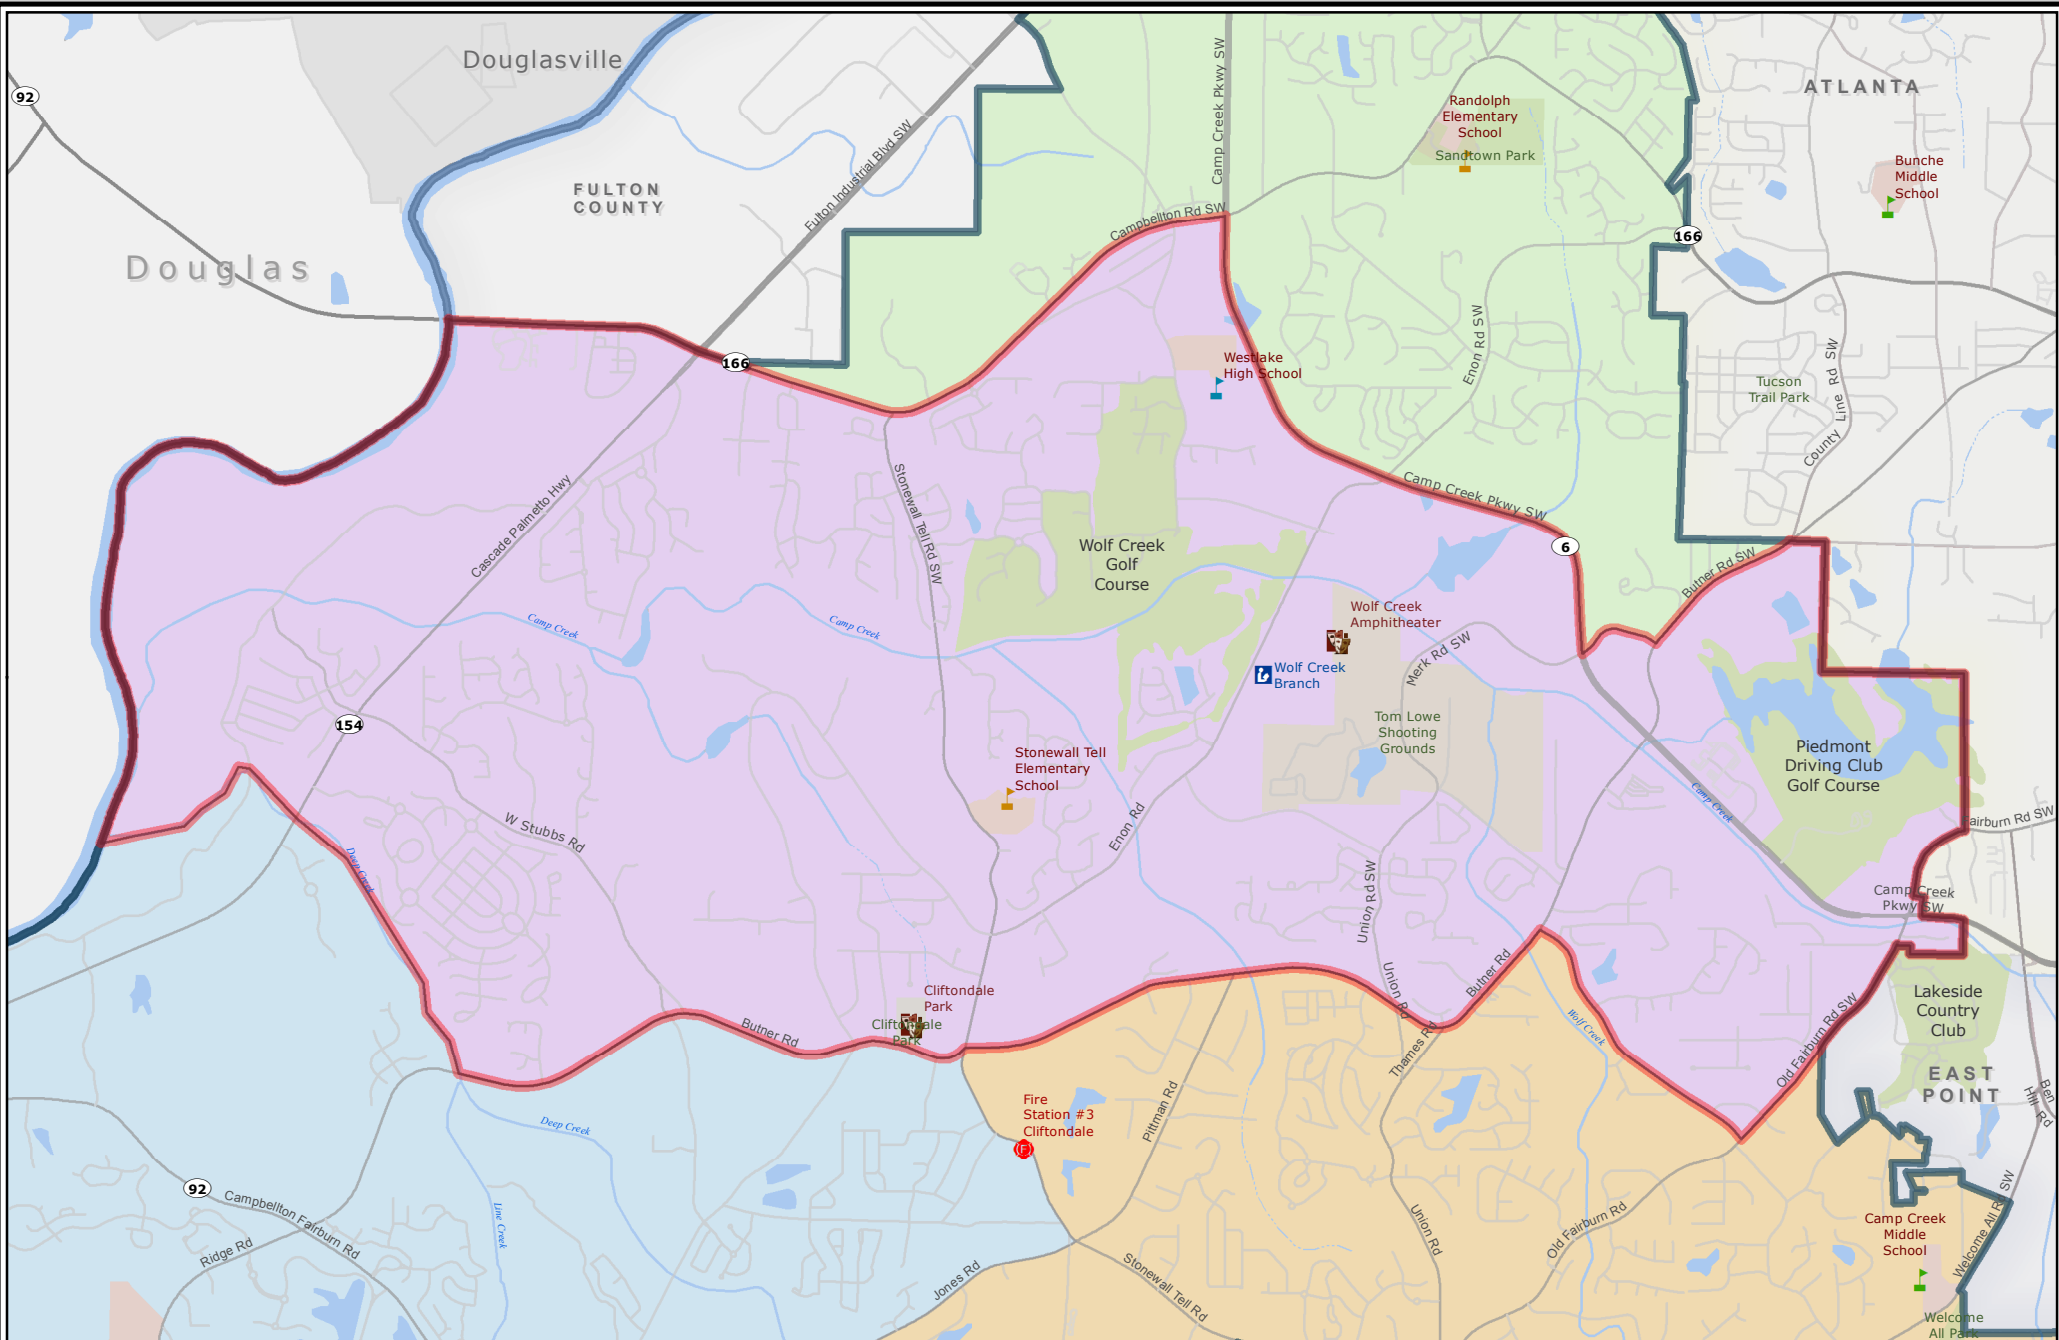 Douglasville
92
ATLANTA
Camp Creek Pkwy SW
Randolph
Elementary
School
Sandtown Park
Fulton Industrial Blvd SW
Bunche
Middle
School
FULTON
COUNTY
Campbellton Rd SW
166
Douglas
Enon Rd SW
County Line Rd SW
166
Westlake
High School
Tucson
Trail Park
Stonewall Tell Rd SW
Cascade Palmetto Hwy
Camp Creek Pkwy SW
6
Wolf Creek
Golf
Course
Butner Rd SW
Camp Creek
Camp Creek
Wolf Creek
Amphitheater
Merk Rd SW
Wolf Creek
Branch
154
Tom Lowe
Shooting
Grounds
Stonewall Tell
Elementary
School
Piedmont
Driving Club
Golf Course
Camp Creek
Enon Rd
W Stubbs Rd
Fairburn Rd SW
Deep Creek
Union Rd SW
Camp Creek
Pkwy SW
Butner Rd
Union Rd
Cliftondale
Park
Cliftondale
Park
Butner Rd
Wolf Creek
Lakeside
Country
Club
Old Fairburn Rd SW
Thames Rd
EAST
POINT
Ben
Hill Rd
Fire
Station #3
Cliftondale
F
Pittman Rd
Deep Creek
92
Campbellton Fairburn Rd
Ridge Rd
Line Creek
Union Rd
Old Fairburn Rd
Welcome All Rd SW
Camp Creek
Middle
School
Jones Rd
Stonewall Tell Rd
Welcome
All Park